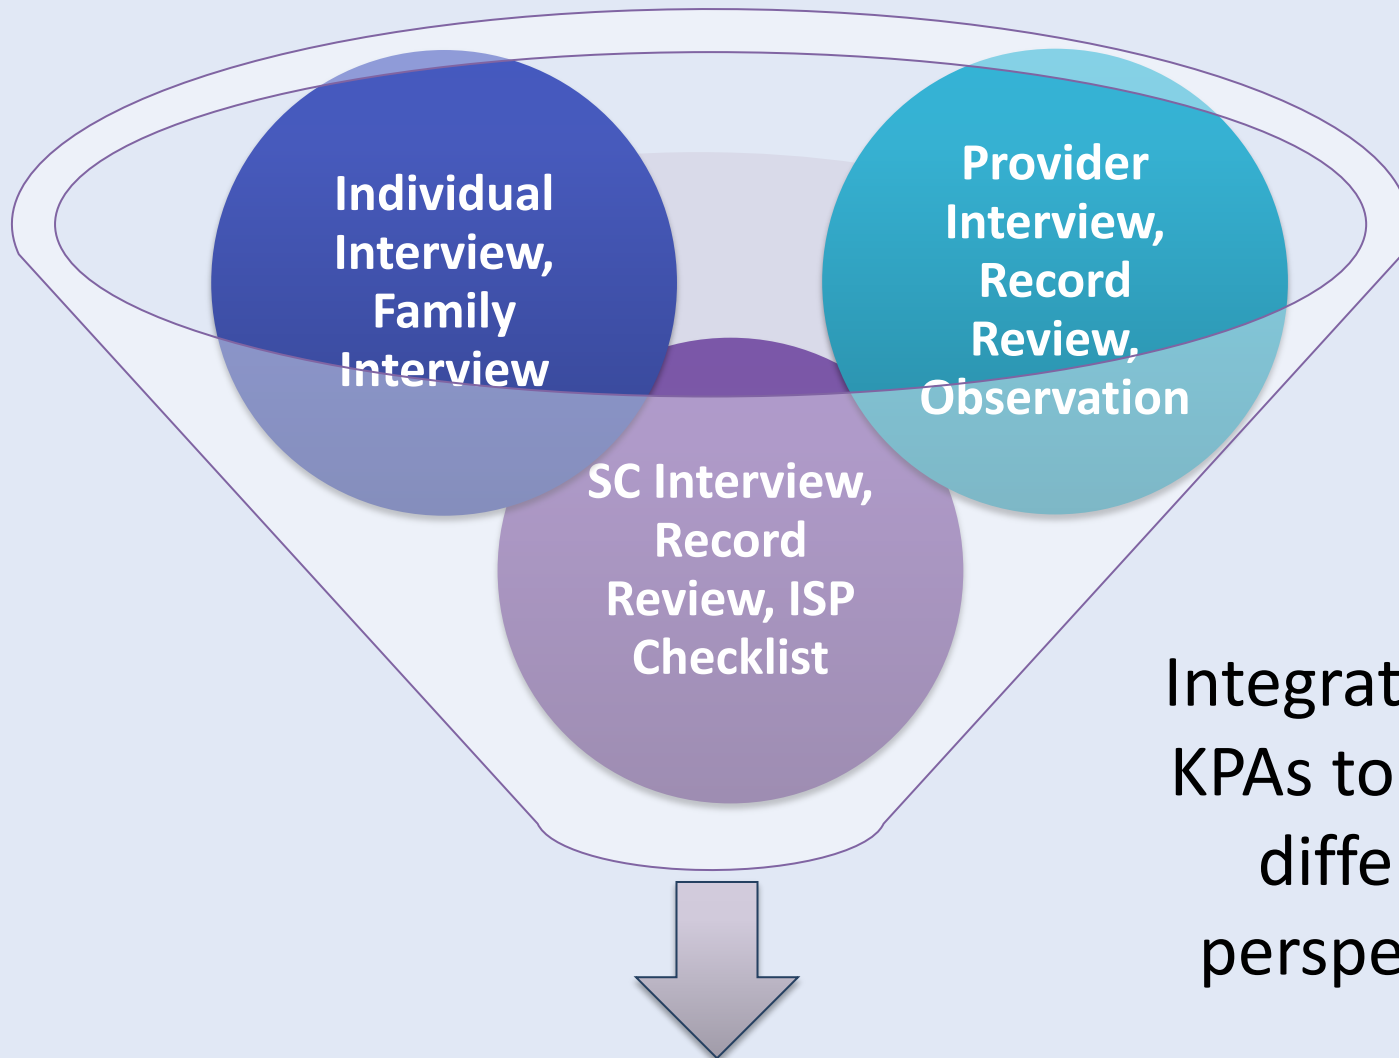 Individual
Interview,
Family
Interview
Provider
Interview,
Record
Review,
Observation
SC Interview,
Record
Review, ISP
Checklist
Integrat
KPAs to
diffe
perspe